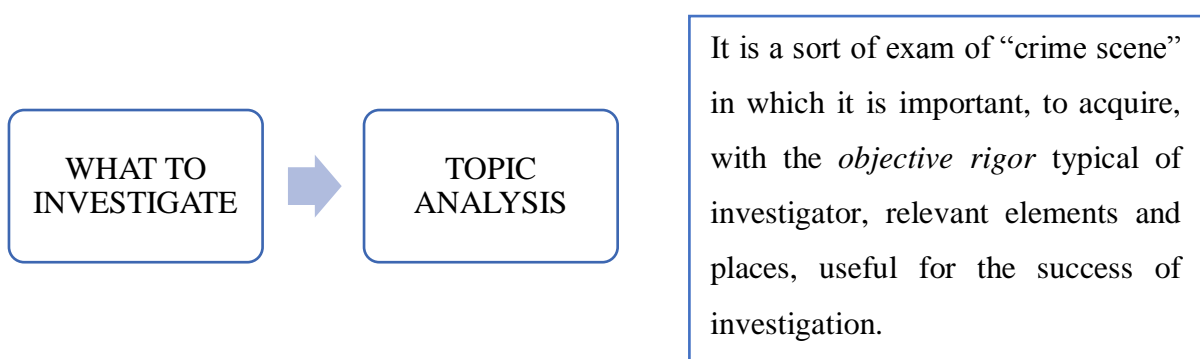 WHAT TO
INVESTIGATE
TOPIC
ANALYSIS
It is a sort of exam of “crime scene”
in which it is important, to acquire,
with the objective rigor typical of
investigator, relevant elements and
places, useful for the success of
investigation.